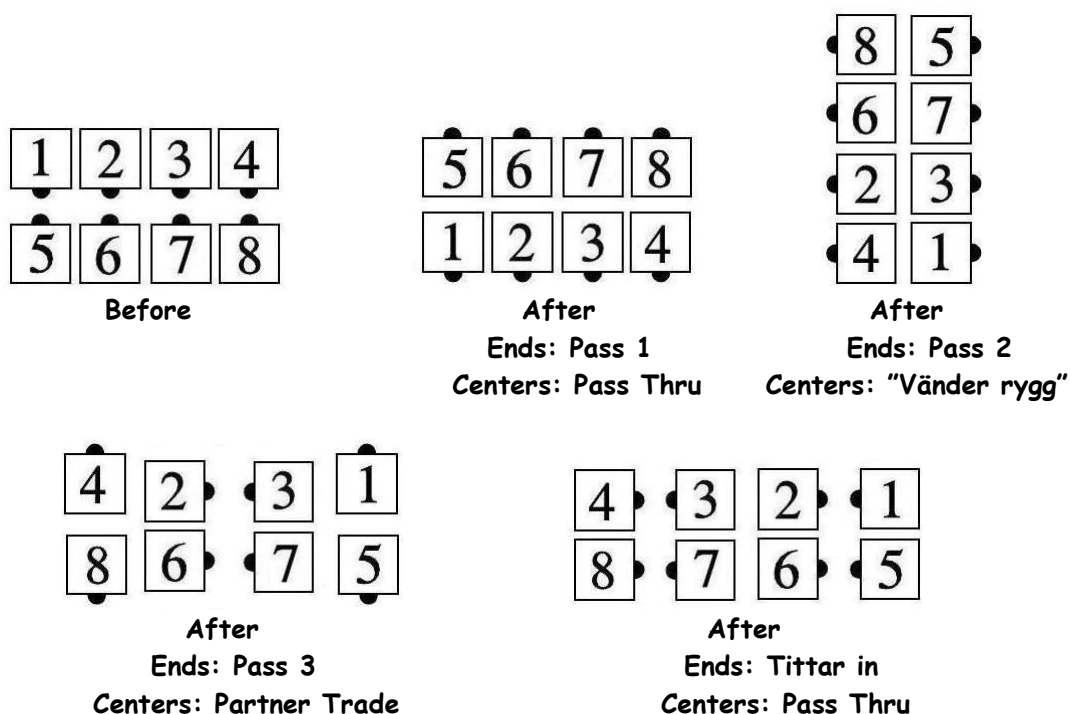 1 2 3 4
5 6 7 8
Before
5 6 7 8
1 2 3 4
After
Ends: Pass 1
Centers: Pass Thru
8 5
6 7
2 3
4 1
After
Ends: Pass 2
Centers: ”Vänder rygg”
4 2 3 1
8 6 7 5
After
Ends: Pass 3
Centers: Partner Trade
4 3 2 1
8 7 6 5
After
Ends: Tittar in
Centers: Pass Thru